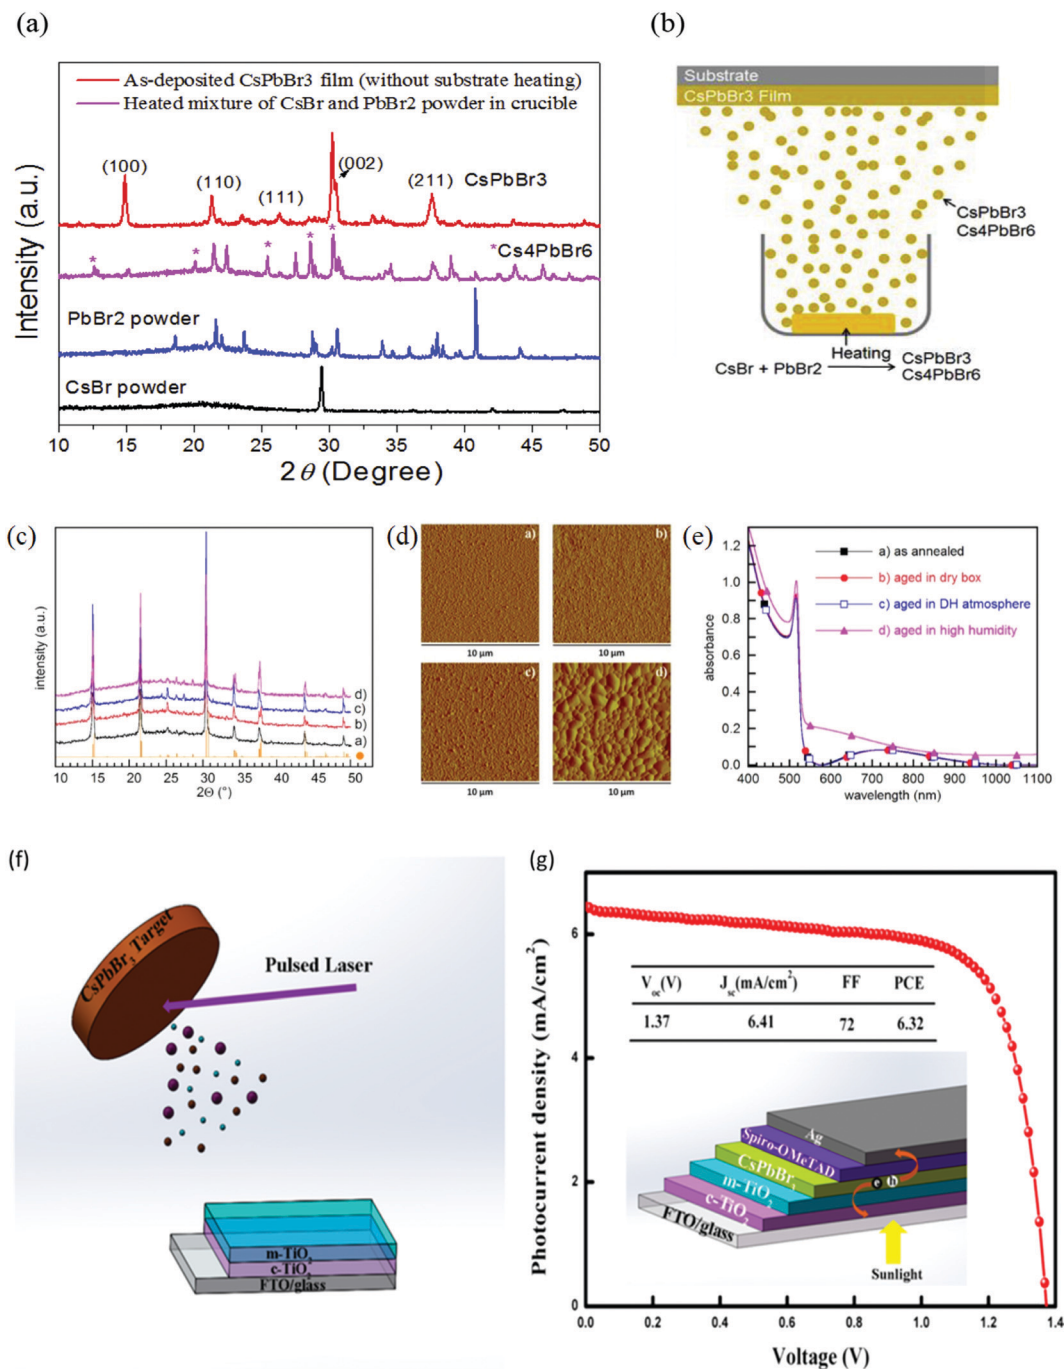 (a)
As-deposited CsPbBr3 film (without substrate heating)
Heated mixture of CsBr and PbBr2 powder in crucible
(100)
(110)
(111)
(002)
(211)
CsPbBr3
* * * * * *
Cs4PbBr6
PbBr2 powder
CsBr powder
Intensity (a.u.)
10 15 20 25 30 35 40 45 50
2θ (Degree)
(b)
Substrate
CsPbBr3 Film
CsPbBr3
Cs4PbBr6
Heating
CsBr + PbBr2
CsPbBr3
Cs4PbBr6
(c)
intensity (a.u.)
d)
c)
b)
a)
10 15 20 25 30 35 40 45 50
2Θ (°)
(d)
a)
10 µm
b)
10 µm
c)
10 µm
d)
10 µm
(e)
absorbance
1.2
1.0
0.8
0.6
0.4
0.2
0.0
a) as annealed
b) aged in dry box
c) aged in DH atmosphere
d) aged in high humidity
400 500 600 700 800 900 1000 1100
wavelength (nm)
(f)
CsPbBr3 Target
Pulsed Laser
m-TiO2
c-TiO2
FTO/glass
(g)
Photocurrent density (mA/cm²)
6
4
2
0
Voc(V) Jsc(mA/cm²) FF PCE
1.37 6.41 72 6.32
Ag
Spiro-OMeTAD
CsPbBr3
m-TiO2
c-TiO2
FTO/glass
e h
Sunlight
0.0 0.2 0.4 0.6 0.8 1.0 1.2 1.4
Voltage (V)